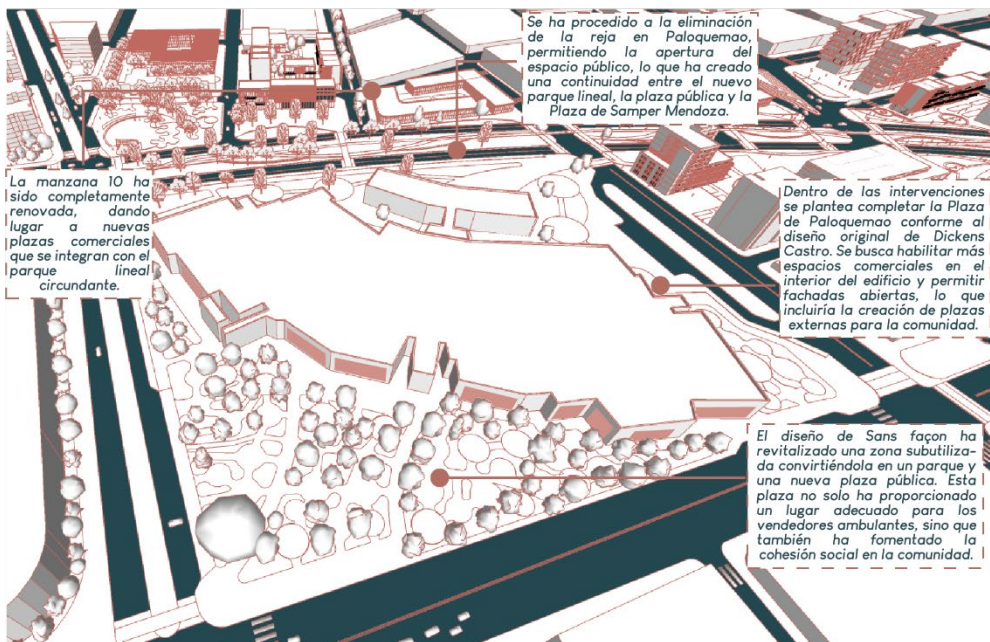 Se ha procedido a la eliminación
de la reja en Paloquemao,
permitiendo la apertura del
espacio público, lo que ha creado
una continuidad entre el nuevo
parque lineal, la plaza pública y la
Plaza de Samper Mendoza.
La manzana 10 ha
sido completamente
renovada, dando
lugar a nuevas
plazas comerciales
que se integran con el
parque lineal
circundante.
Dentro de las intervenciones
se plantea completar la Plaza
de Paloquemao conforme al
diseño original de Dickens
Castro. Se busca habilitar más
espacios comerciales en el
interior del edificio y permitir
fachadas abiertas, lo que
incluiría la creación de plazas
externas para la comunidad.
El diseño de Sans façon ha
revitalizado una zona subutiliza-
da convirtiéndola en un parque y
una nueva plaza pública. Esta
plaza no solo ha proporcionado
un lugar adecuado para los
vendedores ambulantes, sino que
también ha fomentado la
cohesión social en la comunidad.